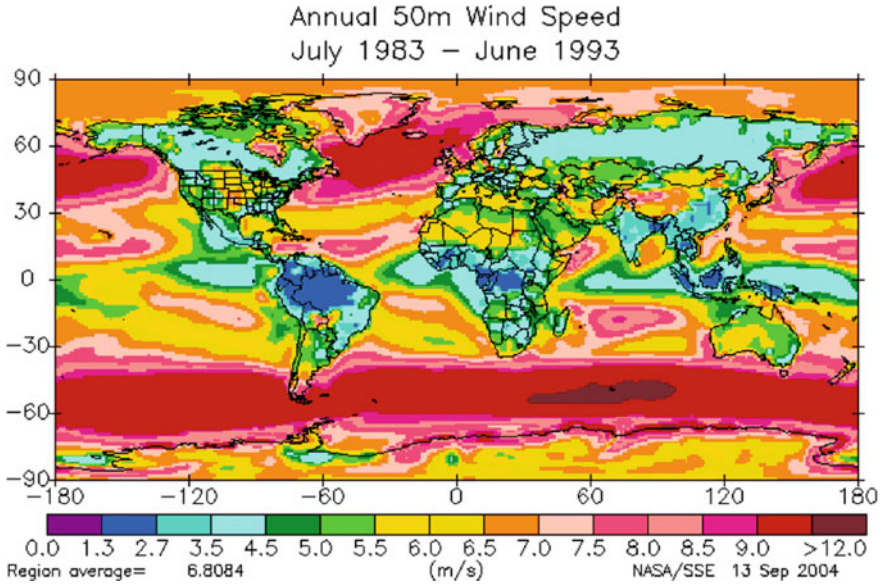 Annual 50m Wind Speed
July 1983 – June 1993
90
60
30
0
−30
−60
−90
−180 −120 −60 0 60 120 180
0.0 1.3 2.7 3.5 4.5 5.0 5.5 6.0 6.5 7.0 7.5 8.0 8.5 9.0 >12.0
Region average= 6.8084 (m/s) NASA/SSE 13 Sep 2004